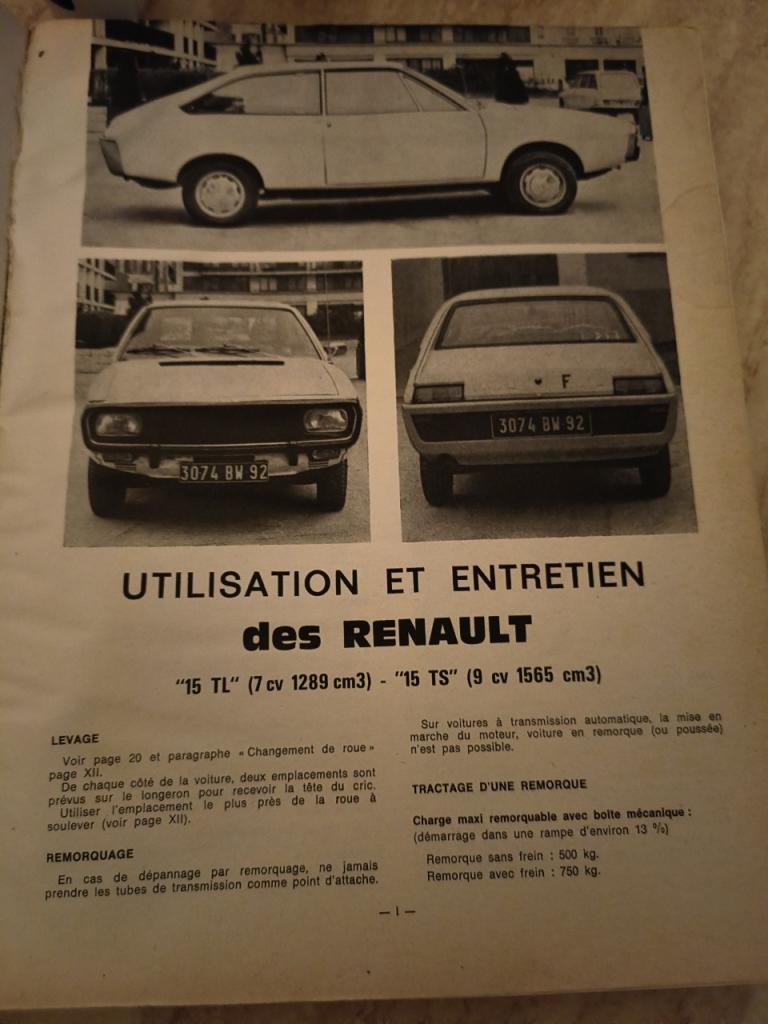 3074 BW 92
F
3074 BW 92
UTILISATION ET ENTRETIEN
des RENAULT
"15 TL" (7 cv 1289 cm3) - "15 TS" (9 cv 1565 cm3)
LEVAGE
Voir page 20 et paragraphe « Changement de roue »
page XII.
De chaque côté de la voiture, deux emplacements sont
prévus sur le longeron pour recevoir la tête du cric.
Utiliser l'emplacement le plus près de la roue à
soulever (voir page XII).
REMORQUAGE
En cas de dépannage par remorquage, ne jamais
prendre les tubes de transmission comme point d'attache.
Sur voitures à transmission automatique, la mise en
marche du moteur, voiture en remorque (ou poussée)
n'est pas possible.
TRACTAGE D'UNE REMORQUE
Charge maxi remorquable avec boîte mécanique :
(démarrage dans une rampe d'environ 13 %)
Remorque sans frein : 500 kg.
Remorque avec frein : 750 kg.
— I —